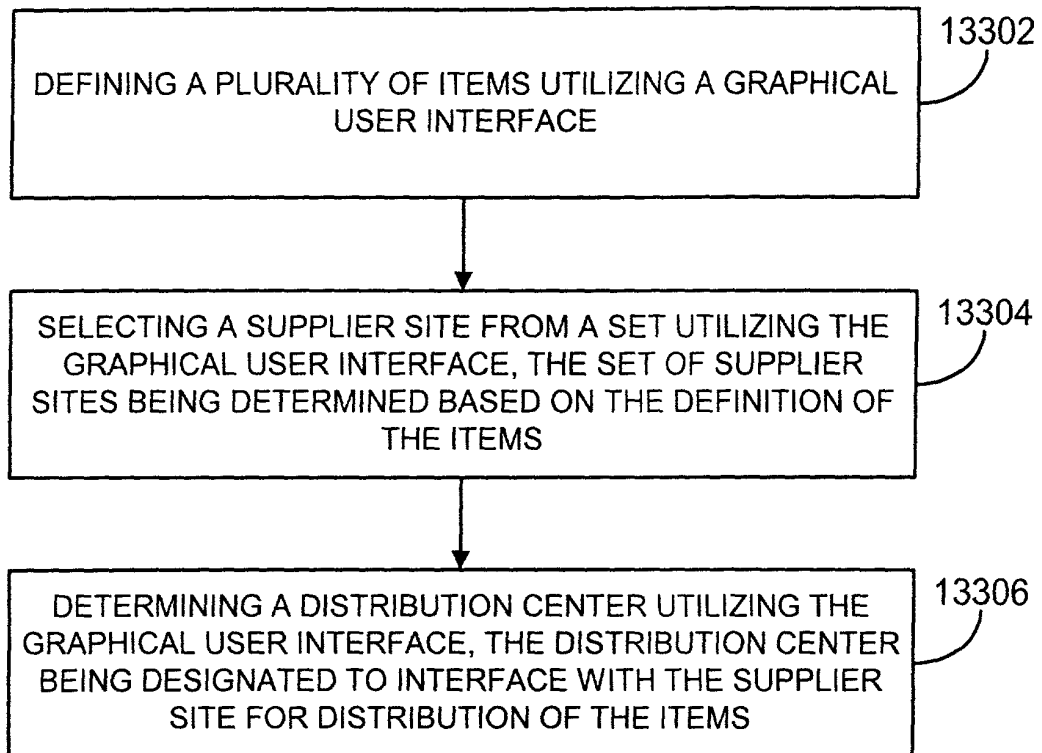 13302
DEFINING A PLURALITY OF ITEMS UTILIZING A GRAPHICAL
USER INTERFACE
13304
SELECTING A SUPPLIER SITE FROM A SET UTILIZING THE
GRAPHICAL USER INTERFACE, THE SET OF SUPPLIER
SITES BEING DETERMINED BASED ON THE DEFINITION OF
THE ITEMS
13306
DETERMINING A DISTRIBUTION CENTER UTILIZING THE
GRAPHICAL USER INTERFACE, THE DISTRIBUTION CENTER
BEING DESIGNATED TO INTERFACE WITH THE SUPPLIER
SITE FOR DISTRIBUTION OF THE ITEMS